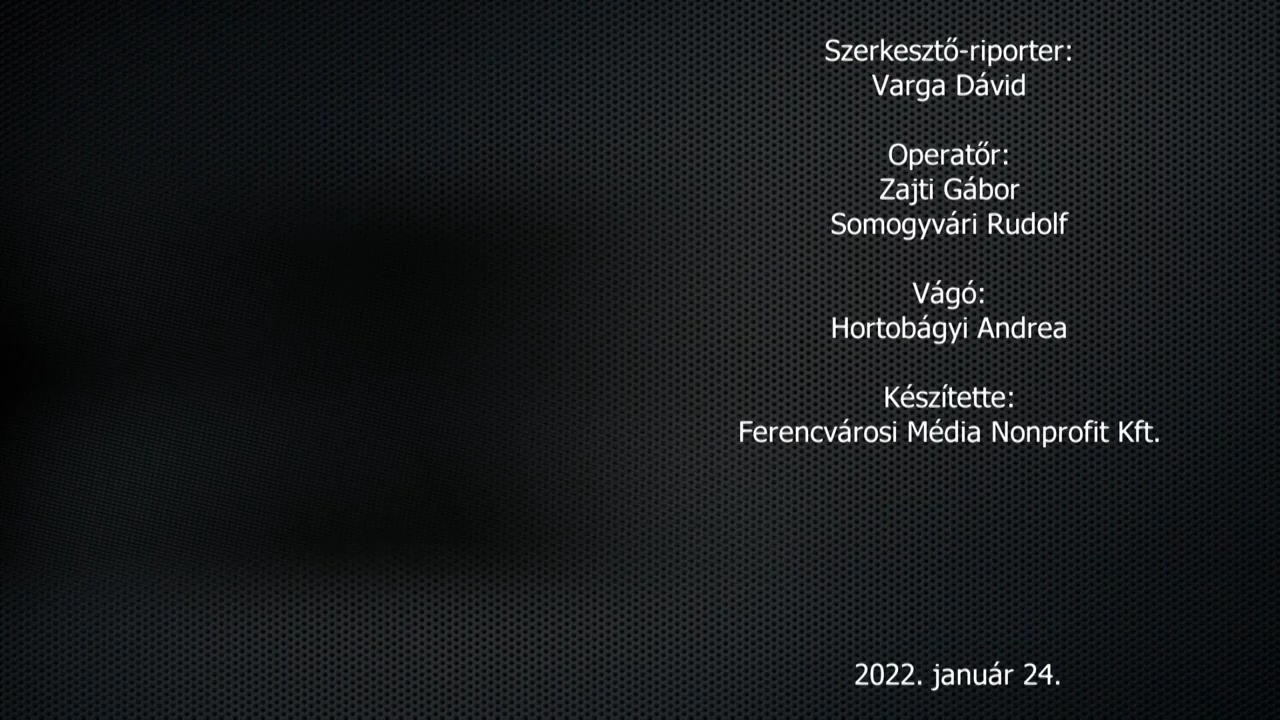 Szerkesztő-riporter:
Varga Dávid
Operatőr:
Zajti Gábor
Somogyvári Rudolf
Vágó:
Hortobágyi Andrea
Készítette:
Ferencvárosi Média Nonprofit Kft.
2022. január 24.